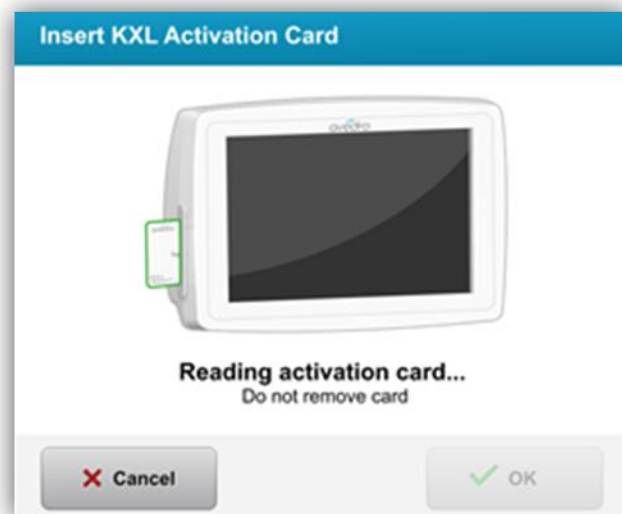 Insert KXL Activation Card
avedro
Reading activation card...
Do not remove card
Cancel
OK